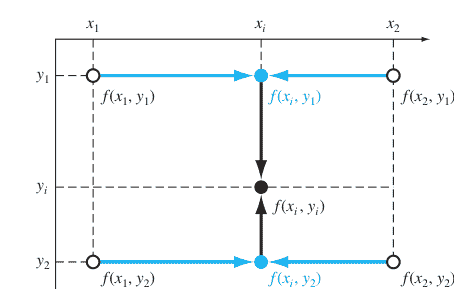 x₁ xᵢ x₂
y₁
f(x₁, y₁) f(xᵢ, y₁) f(x₂, y₁)
yᵢ
f(xᵢ, yᵢ)
y₂
f(x₁, y₂) f(xᵢ, y₂) f(x₂, y₂)